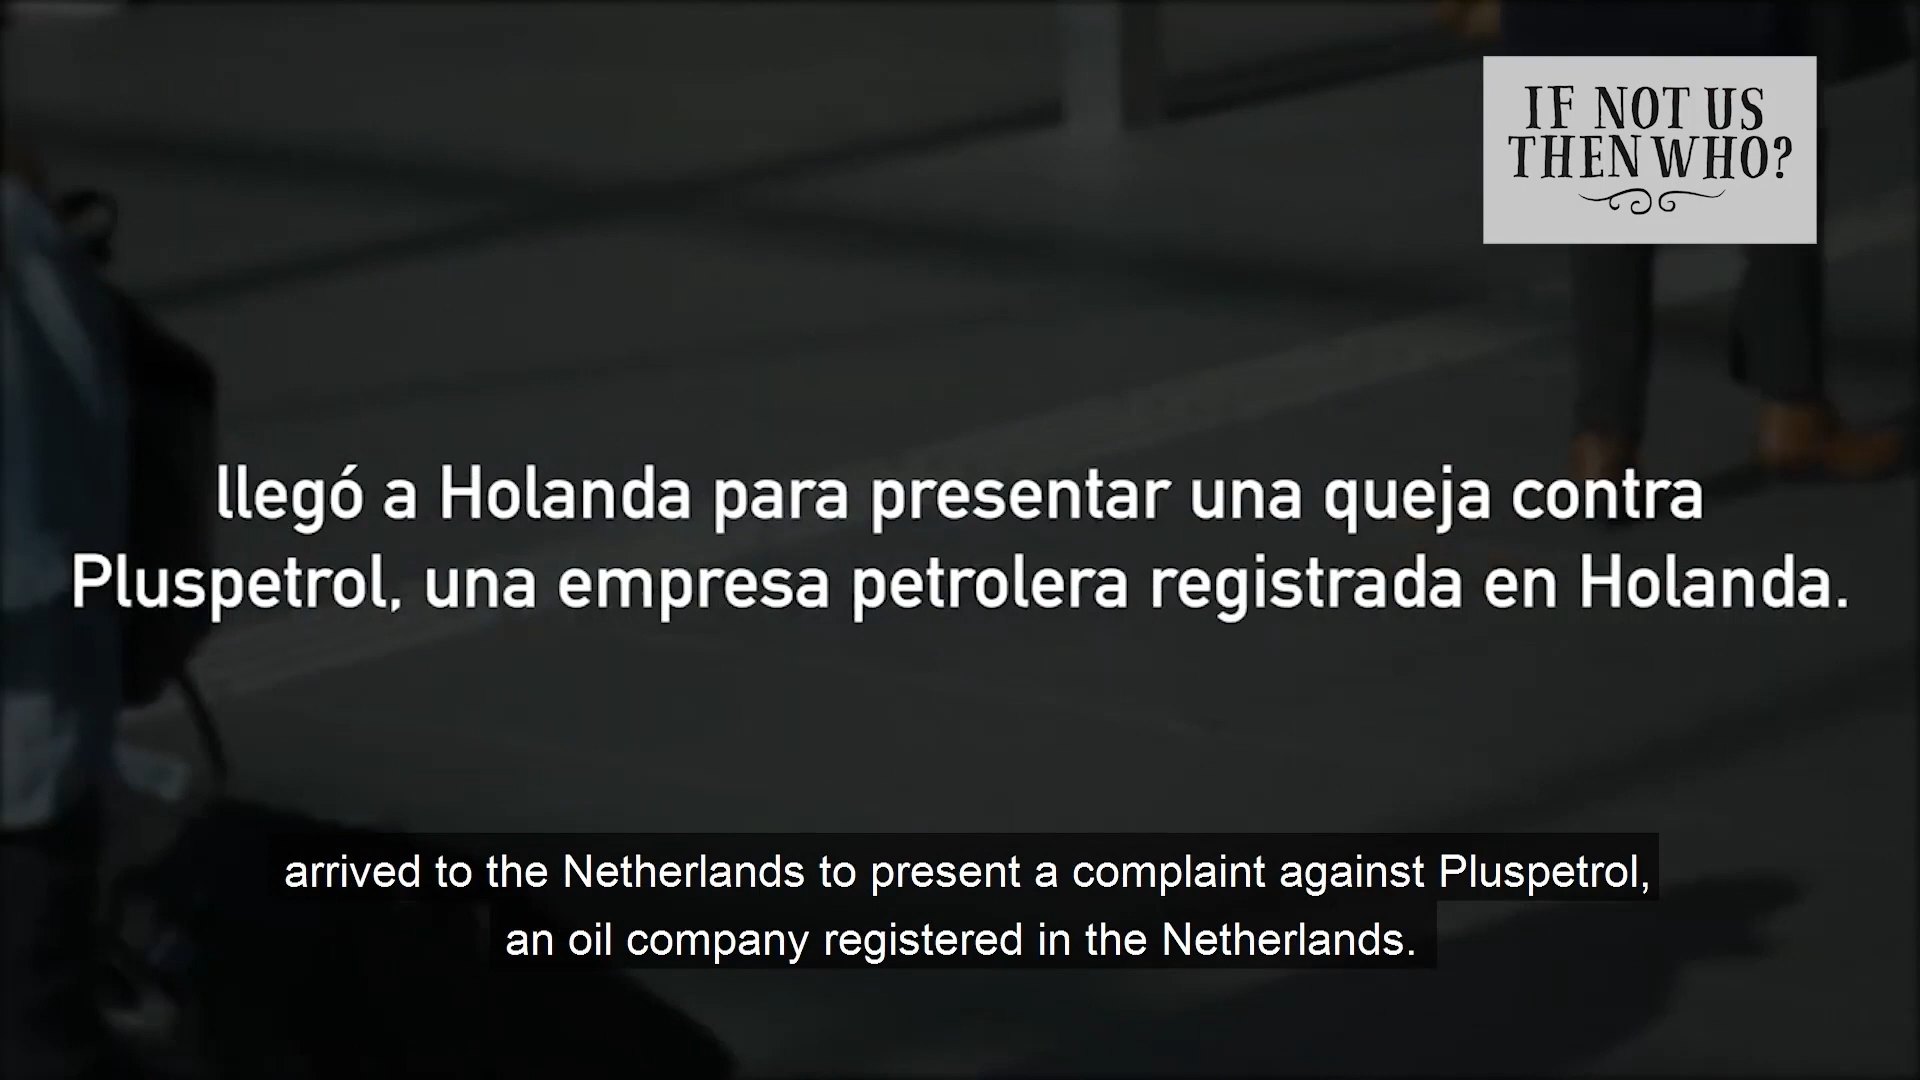 IF NOT US
THEN WHO?
llegó a Holanda para presentar una queja contra
Pluspetrol, una empresa petrolera registrada en Holanda.
arrived to the Netherlands to present a complaint against Pluspetrol,
an oil company registered in the Netherlands.